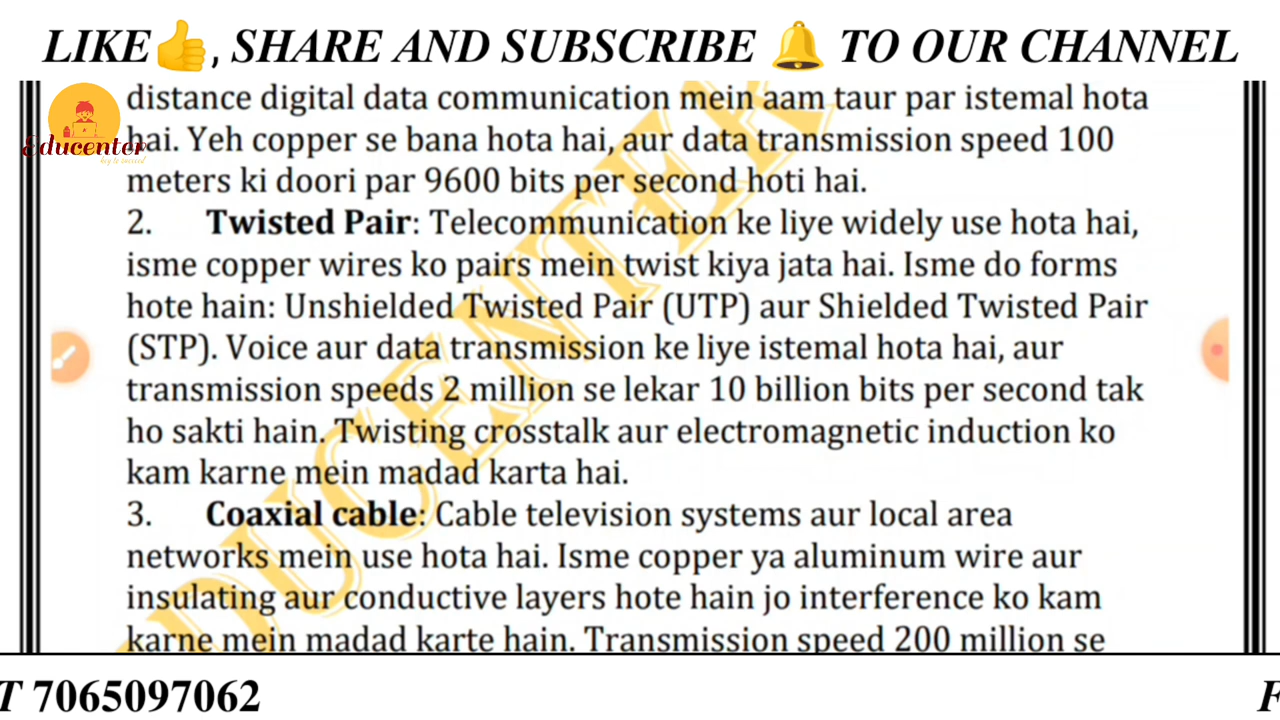 LIKE👍, SHARE AND SUBSCRIBE 🔔 TO OUR CHANNEL
distance digital data communication mein aam taur par istemal hota
hai. Yeh copper se bana hota hai, aur data transmission speed 100
meters ki doori par 9600 bits per second hoti hai.
2. Twisted Pair: Telecommunication ke liye widely use hota hai,
isme copper wires ko pairs mein twist kiya jata hai. Isme do forms
hote hain: Unshielded Twisted Pair (UTP) aur Shielded Twisted Pair
(STP). Voice aur data transmission ke liye istemal hota hai, aur
transmission speeds 2 million se lekar 10 billion bits per second tak
ho sakti hain. Twisting crosstalk aur electromagnetic induction ko
kam karne mein madad karta hai.
3. Coaxial cable: Cable television systems aur local area
networks mein use hota hai. Isme copper ya aluminum wire aur
insulating aur conductive layers hote hain jo interference ko kam
karne mein madad karte hain. Transmission speed 200 million se
Educenter
key to success!
EDUCENTER
T 7065097062
F